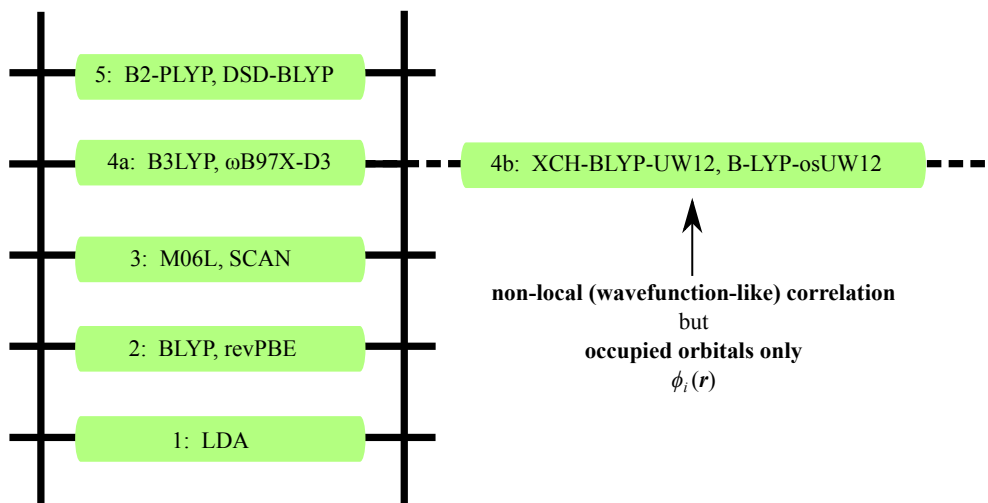 5: B2-PLYP, DSD-BLYP
4a: B3LYP, ωB97X-D3
4b: XCH-BLYP-UW12, B-LYP-osUW12
3: M06L, SCAN
2: BLYP, revPBE
1: LDA
non-local (wavefunction-like) correlation
but
occupied orbitals only
ϕᵢ(r)